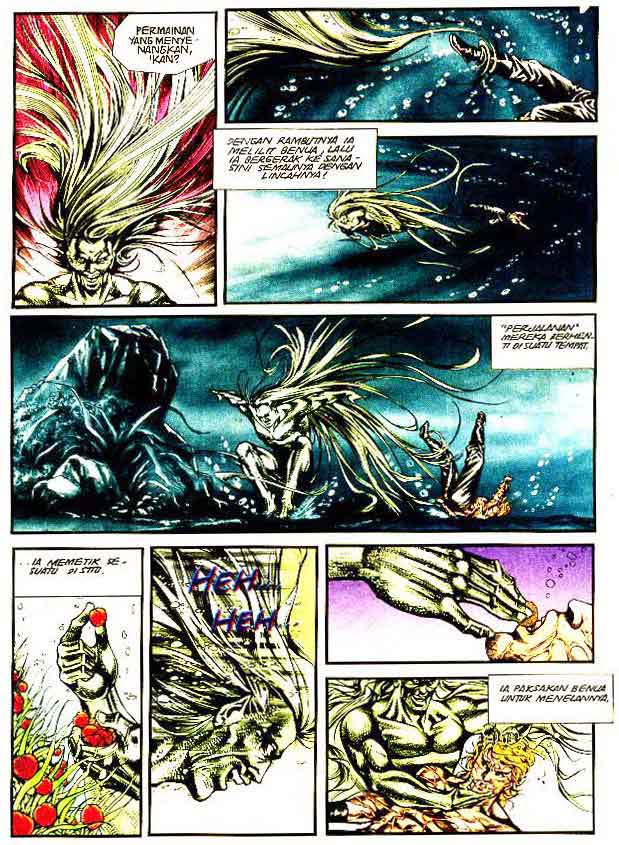 PERMAINAN
YANG MENYE-
NANGKAN,
'KAN?
DENGAN RAMBUTNYA IA
MELILIT BENUA, LALU
IA BERGERAK KE SANA-
SINI SEMAUNYA DENGAN
LINCAHNYA!
"PERJALANAN"
MEREKA BERHEN-
TI DI SUATU TEMPAT.
...IA MEMETIK SE-
SUATU DI SITU.
HEH...
HEH...
IA PAKSAKAN BENUA
UNTUK MENELANNYA.